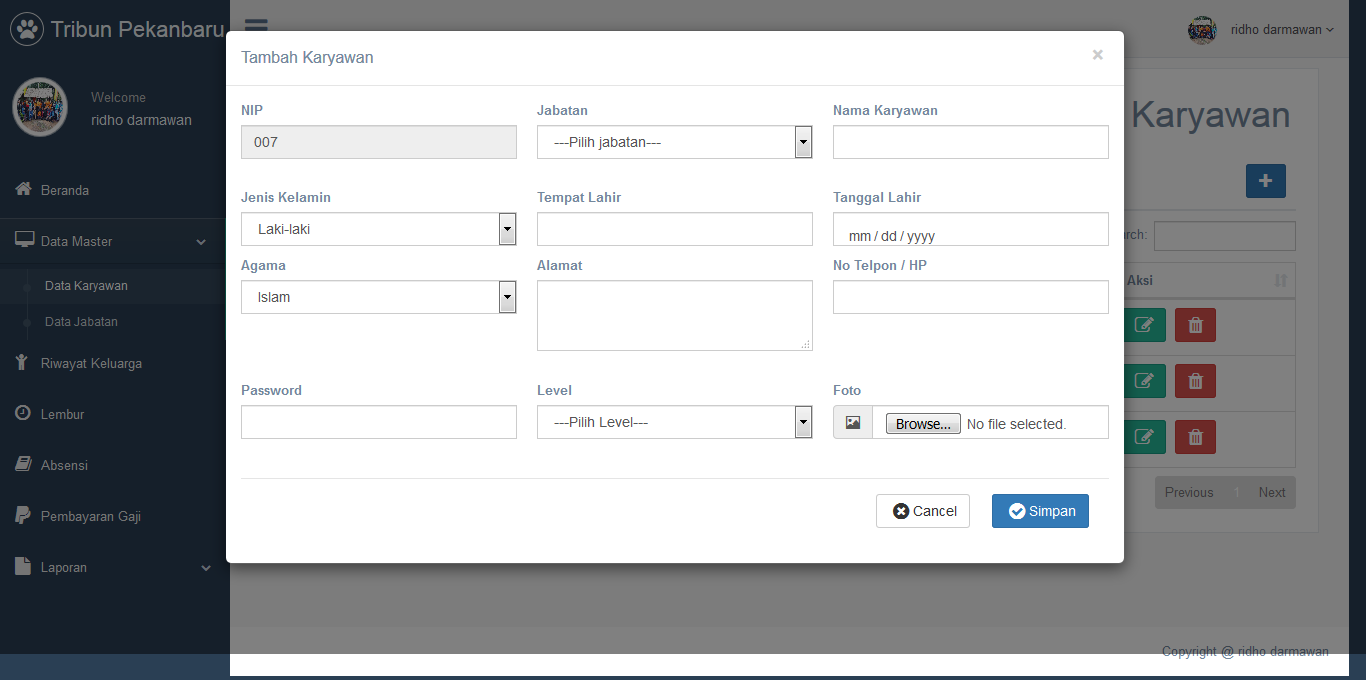 Tribun Pekanbaru
ridho darmawan
Welcome
ridho darmawan
Beranda
Data Master
Data Karyawan
Data Jabatan
Riwayat Keluarga
Lembur
Absensi
Pembayaran Gaji
Laporan
Tambah Karyawan ×
NIP Jabatan Nama Karyawan
007 ---Pilih jabatan---
Jenis Kelamin Tempat Lahir Tanggal Lahir
Laki-laki mm / dd / yyyy
Agama Alamat No Telpon / HP
Islam
Password Level Foto
---Pilih Level--- Browse... No file selected.
Cancel Simpan
Karyawan
rch:
Aksi
Previous 1 Next
Copyright @ ridho darmawan